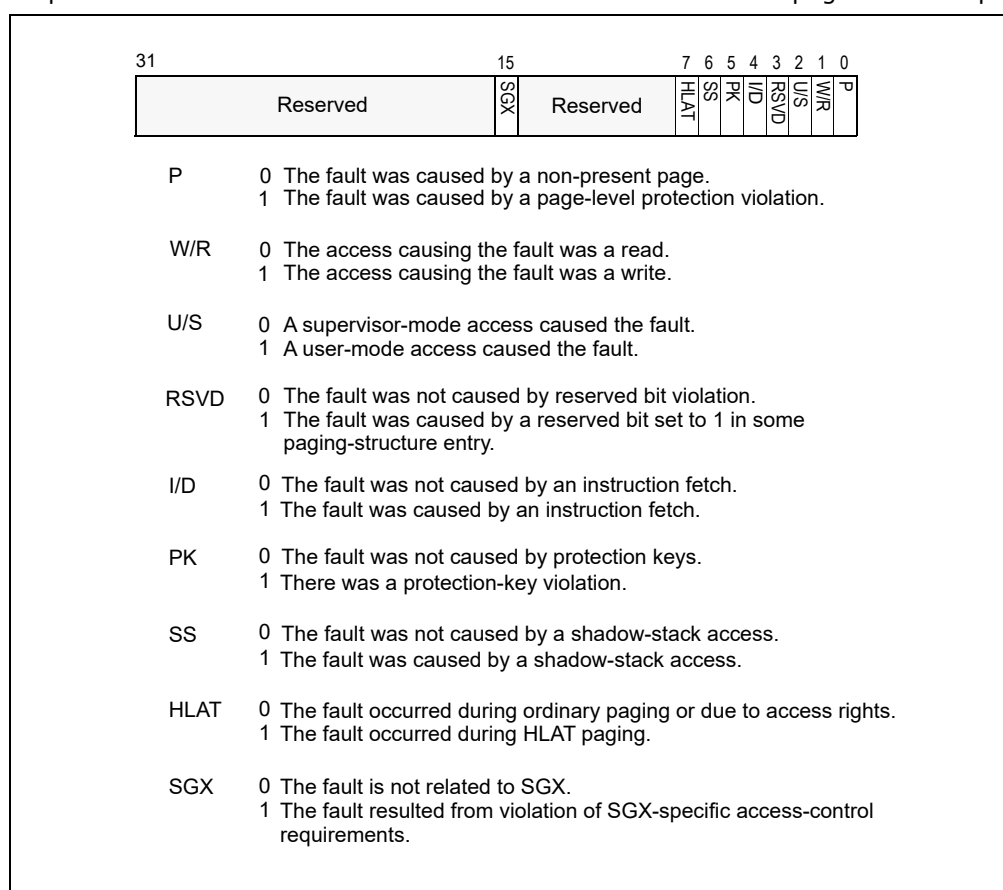 31 15 7 6 5 4 3 2 1 0
Reserved SGX Reserved HLAT SS PK I/D RSVD U/S W/R P
P 0 The fault was caused by a non-present page.
1 The fault was caused by a page-level protection violation.
W/R 0 The access causing the fault was a read.
1 The access causing the fault was a write.
U/S 0 A supervisor-mode access caused the fault.
1 A user-mode access caused the fault.
RSVD 0 The fault was not caused by reserved bit violation.
1 The fault was caused by a reserved bit set to 1 in some
paging-structure entry.
I/D 0 The fault was not caused by an instruction fetch.
1 The fault was caused by an instruction fetch.
PK 0 The fault was not caused by protection keys.
1 There was a protection-key violation.
SS 0 The fault was not caused by a shadow-stack access.
1 The fault was caused by a shadow-stack access.
HLAT 0 The fault occurred during ordinary paging or due to access rights.
1 The fault occurred during HLAT paging.
SGX 0 The fault is not related to SGX.
1 The fault resulted from violation of SGX-specific access-control
requirements.